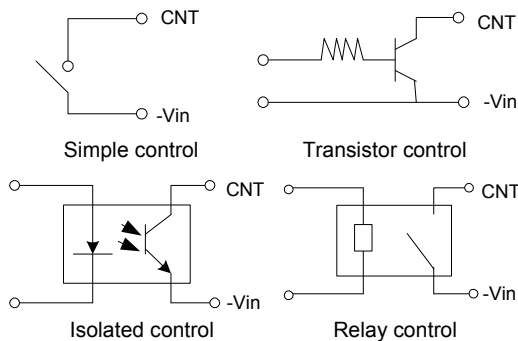 CNT
-Vin
Simple control
CNT
-Vin
Transistor control
CNT
-Vin
Isolated control
CNT
-Vin
Relay control